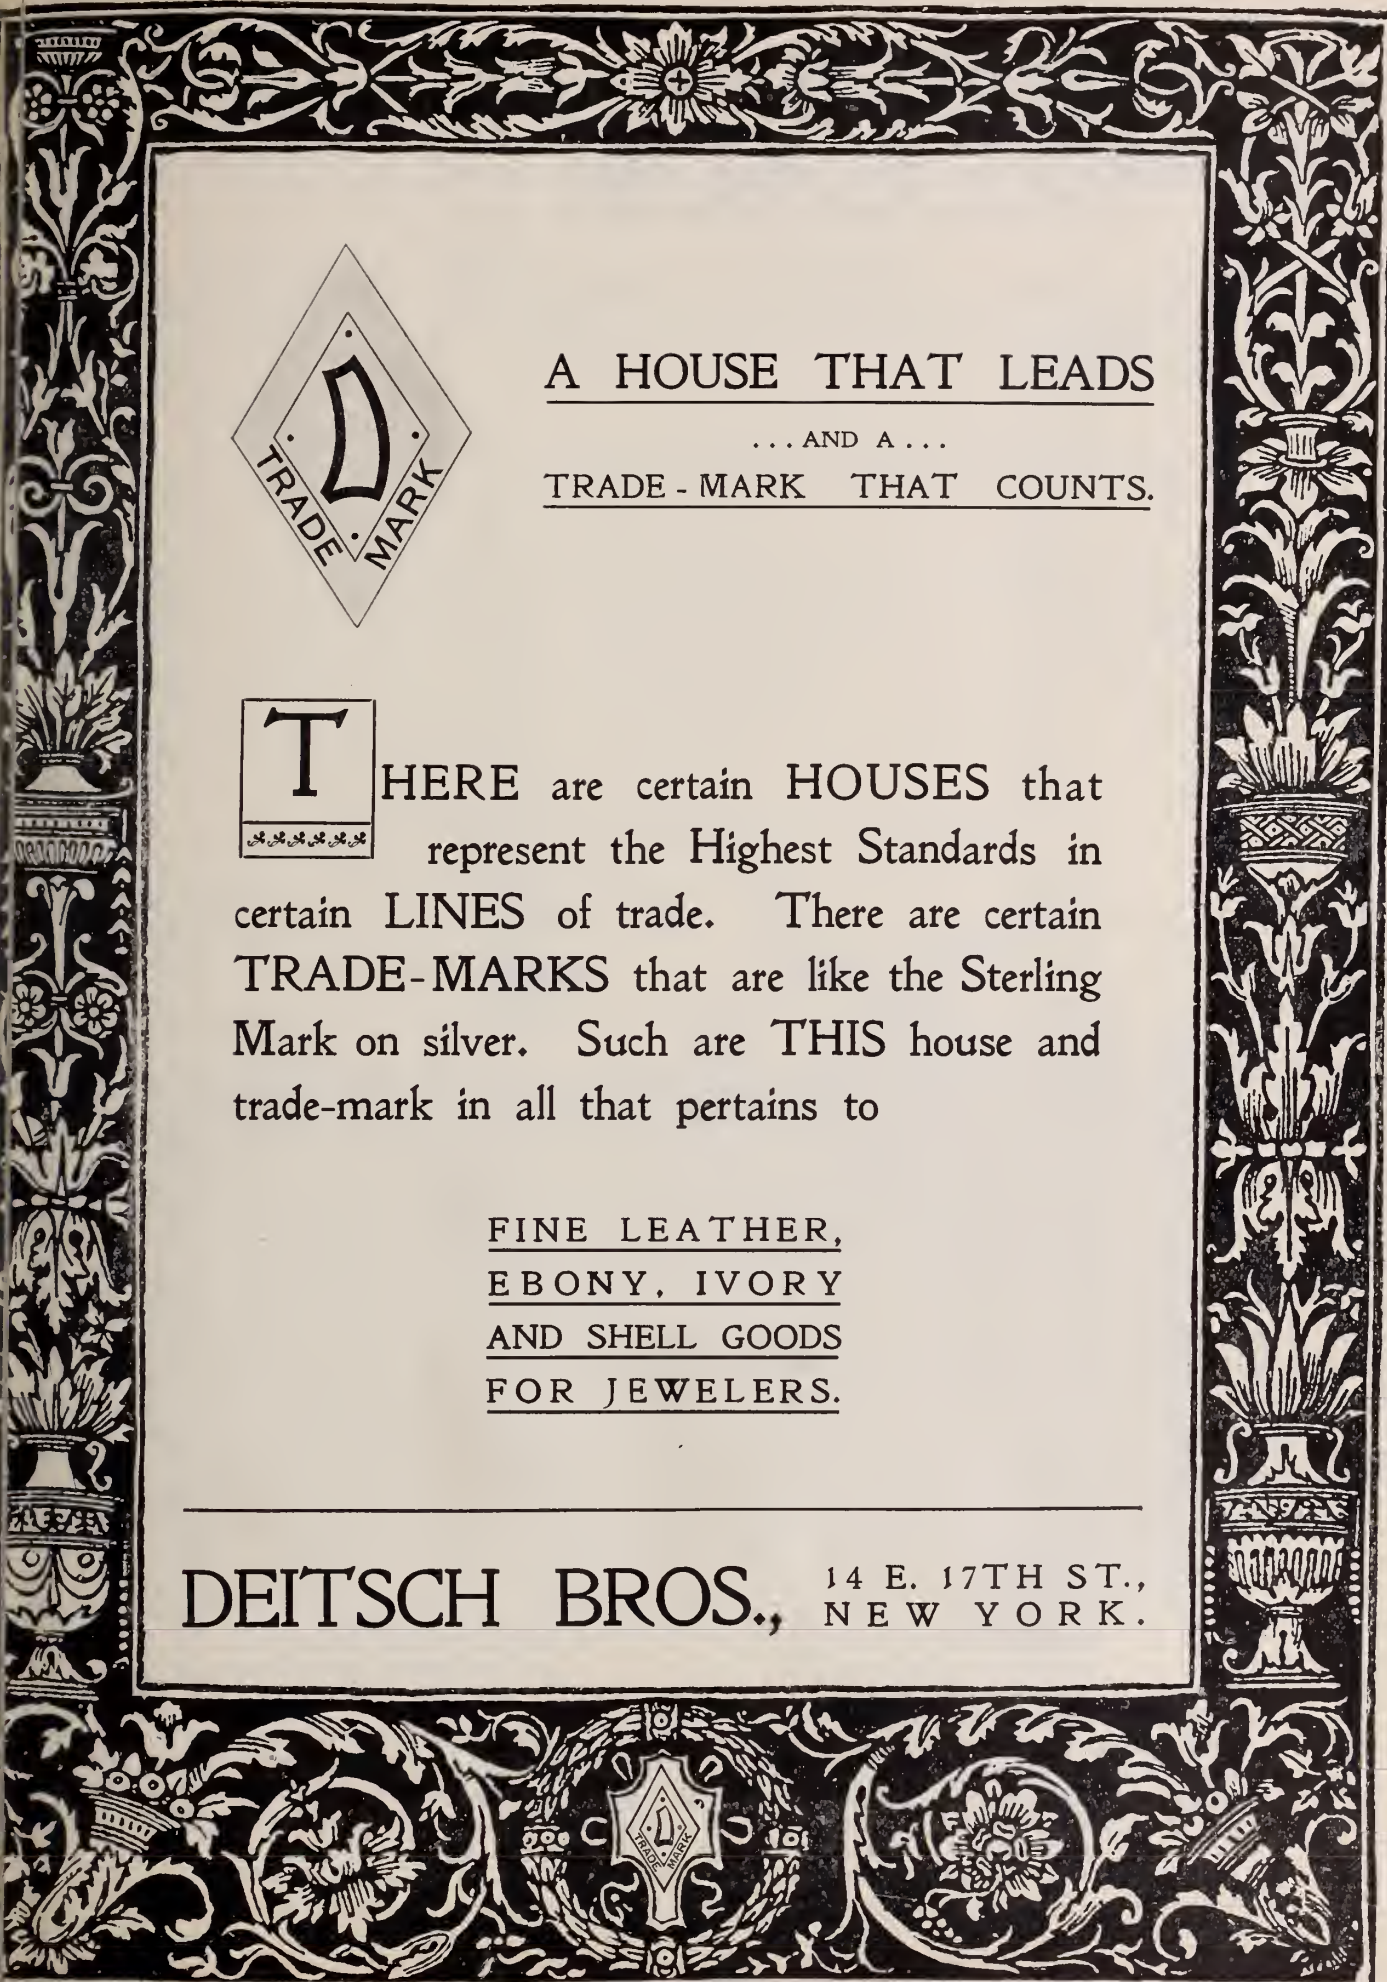 D
TRADE MARK
A HOUSE THAT LEADS
...AND A...
TRADE-MARK THAT COUNTS.
THERE are certain HOUSES that
represent the Highest Standards in
certain LINES of trade. There are certain
TRADE-MARKS that are like the Sterling
Mark on silver. Such are THIS house and
trade-mark in all that pertains to
FINE LEATHER,
EBONY, IVORY
AND SHELL GOODS
FOR JEWELERS.
DEITSCH BROS.,
14 E. 17TH ST.,
NEW YORK.
D
TRADE MARK